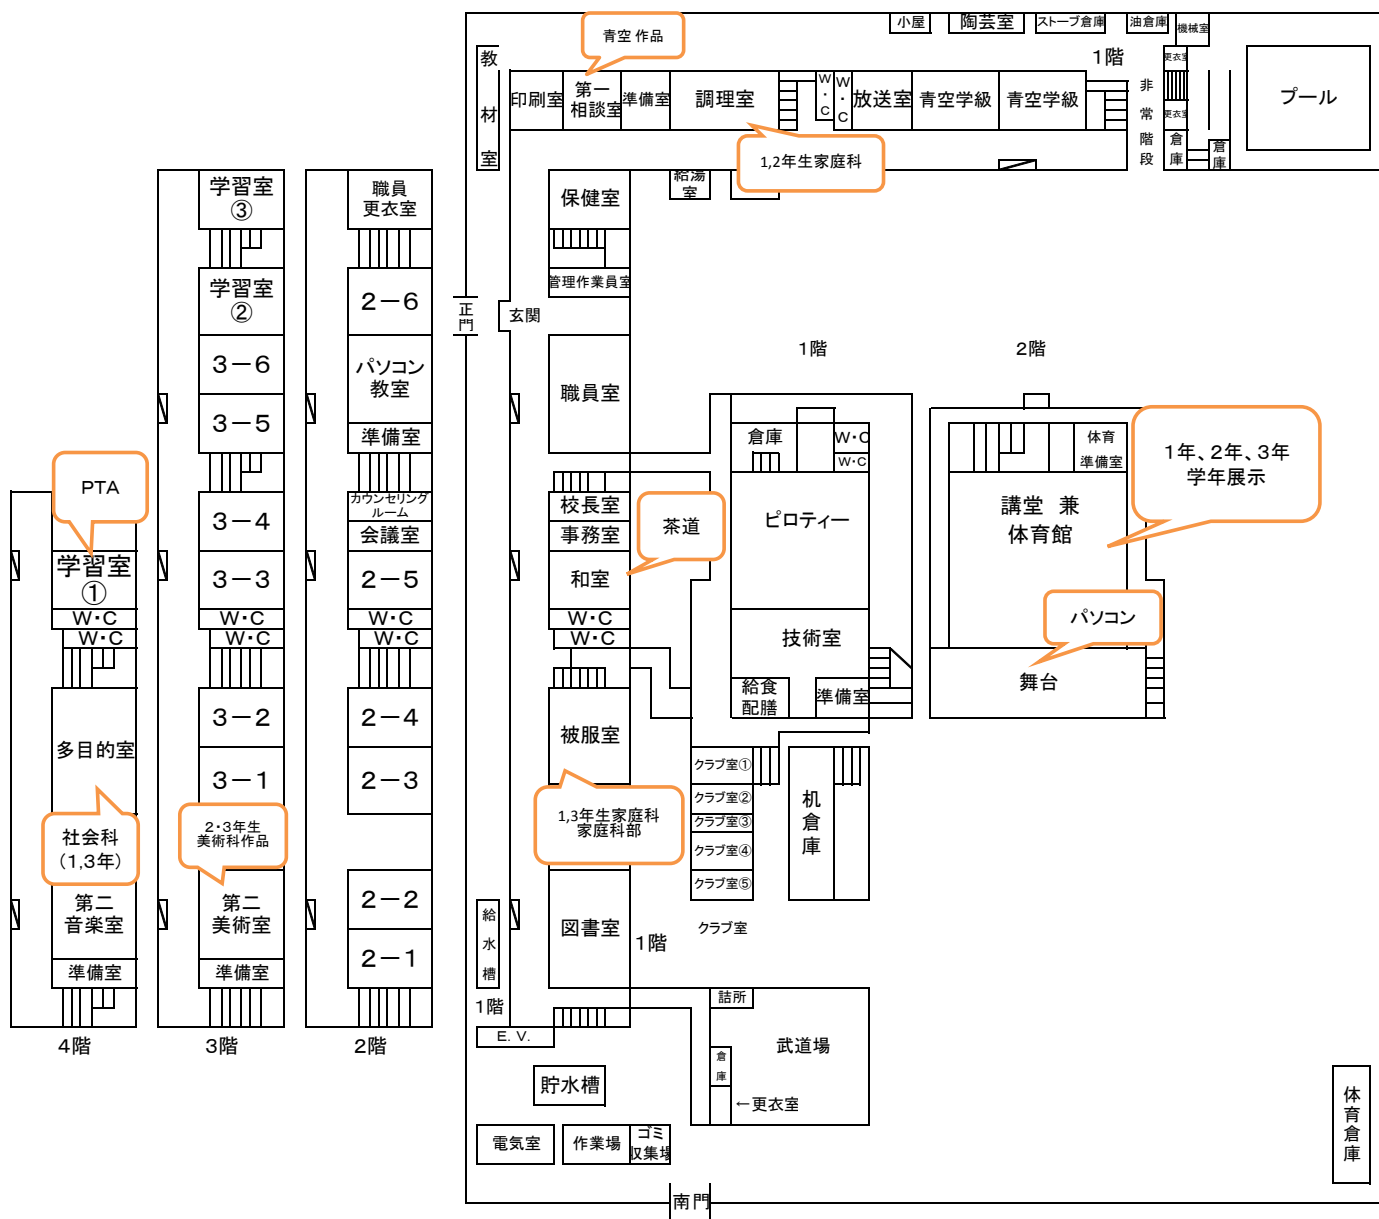 小屋
陶芸室
ストーブ倉庫
油倉庫
機械室
青空 作品
教材室
印刷室
第一
相談室
準備室
調理室
W・C
W・C
放送室
青空学級
青空学級
1階
非常階段
更衣室
更衣室
倉庫
倉庫
プール
1,2年生家庭科
給湯
室
学習室
③
職員
更衣室
保健室
学習室
②
2－6
管理作業員室
正門
玄関
3－6
パソコン
教室
職員室
1階
2階
3－5
準備室
倉庫
W・C
W・C
体育
準備室
1年、2年、3年
学年展示
PTA
3－4
カウンセリング
ルーム
会議室
校長室
事務室
茶道
ピロティー
講堂 兼
体育館
学習室
①
3－3
2－5
和室
W・C
W・C
W・C
W・C
W・C
W・C
W・C
W・C
技術室
パソコン
舞台
給食
配膳
準備室
多目的室
3－2
2－4
被服室
3－1
2－3
クラブ室①
クラブ室②
クラブ室③
クラブ室④
クラブ室⑤
机倉庫
社会科
（1,3年）
2・3年生
美術科作品
1,3年生家庭科
家庭科部
第二
音楽室
第二
美術室
2－2
給水槽
図書室
クラブ室
1階
準備室
準備室
2－1
1階
詰所
4階
3階
2階
E．V．
武道場
倉庫
貯水槽
←更衣室
体育倉庫
電気室
作業場
ゴミ
収集場
南門